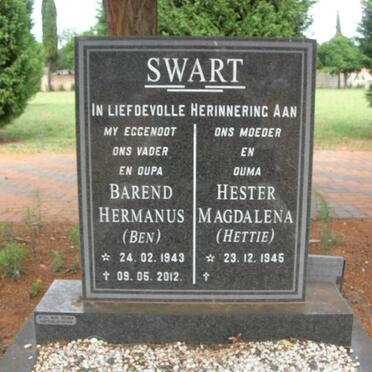 SWART
IN LIEFDEVOLLE HERINNERING AAN
MY EGGENOOT
ONS VADER
EN OUPA
BAREND
HERMANUS
(BEN)
☆ 24. 02. 1943
✝ 09. 05. 2012.
ONS MOEDER
EN
OUMA
HESTER
MAGDALENA
(HETTIE)
☆ 23. 12. 1945
✝